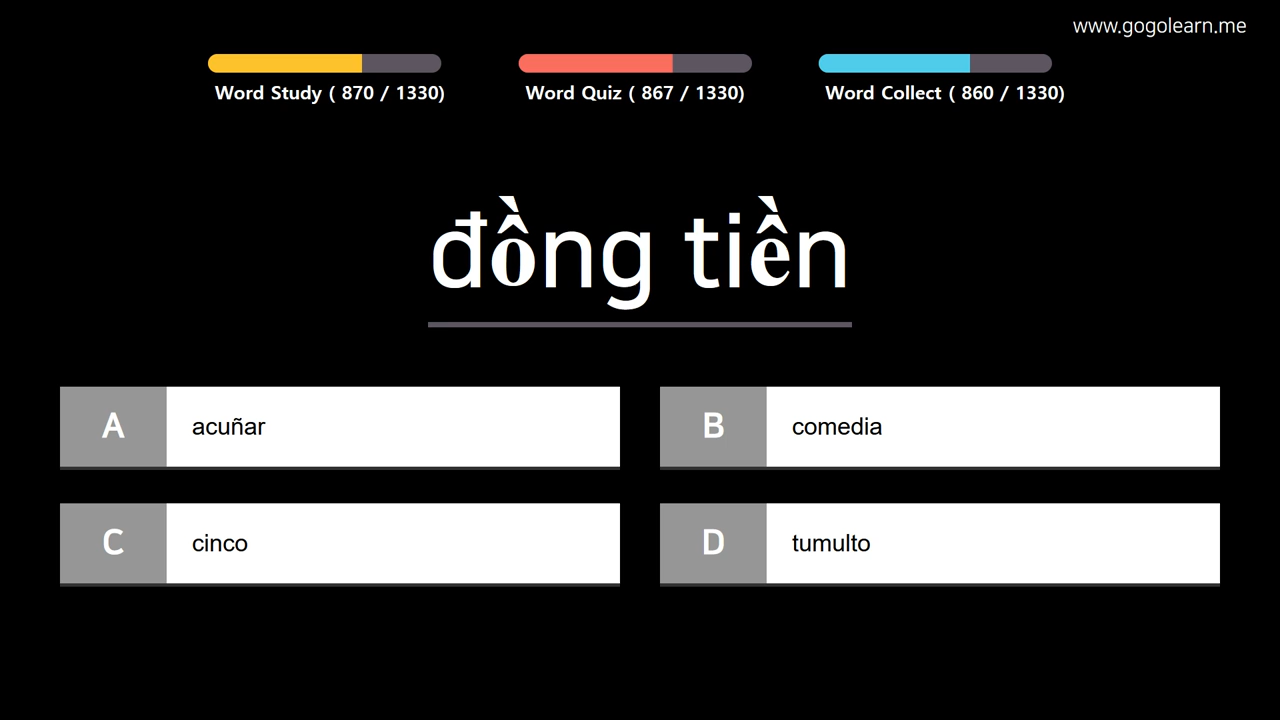 www.gogolearn.me
Word Study ( 870 / 1330)
Word Quiz ( 867 / 1330)
Word Collect ( 860 / 1330)
đồng tiền
A acuñar
B comedia
C cinco
D tumulto